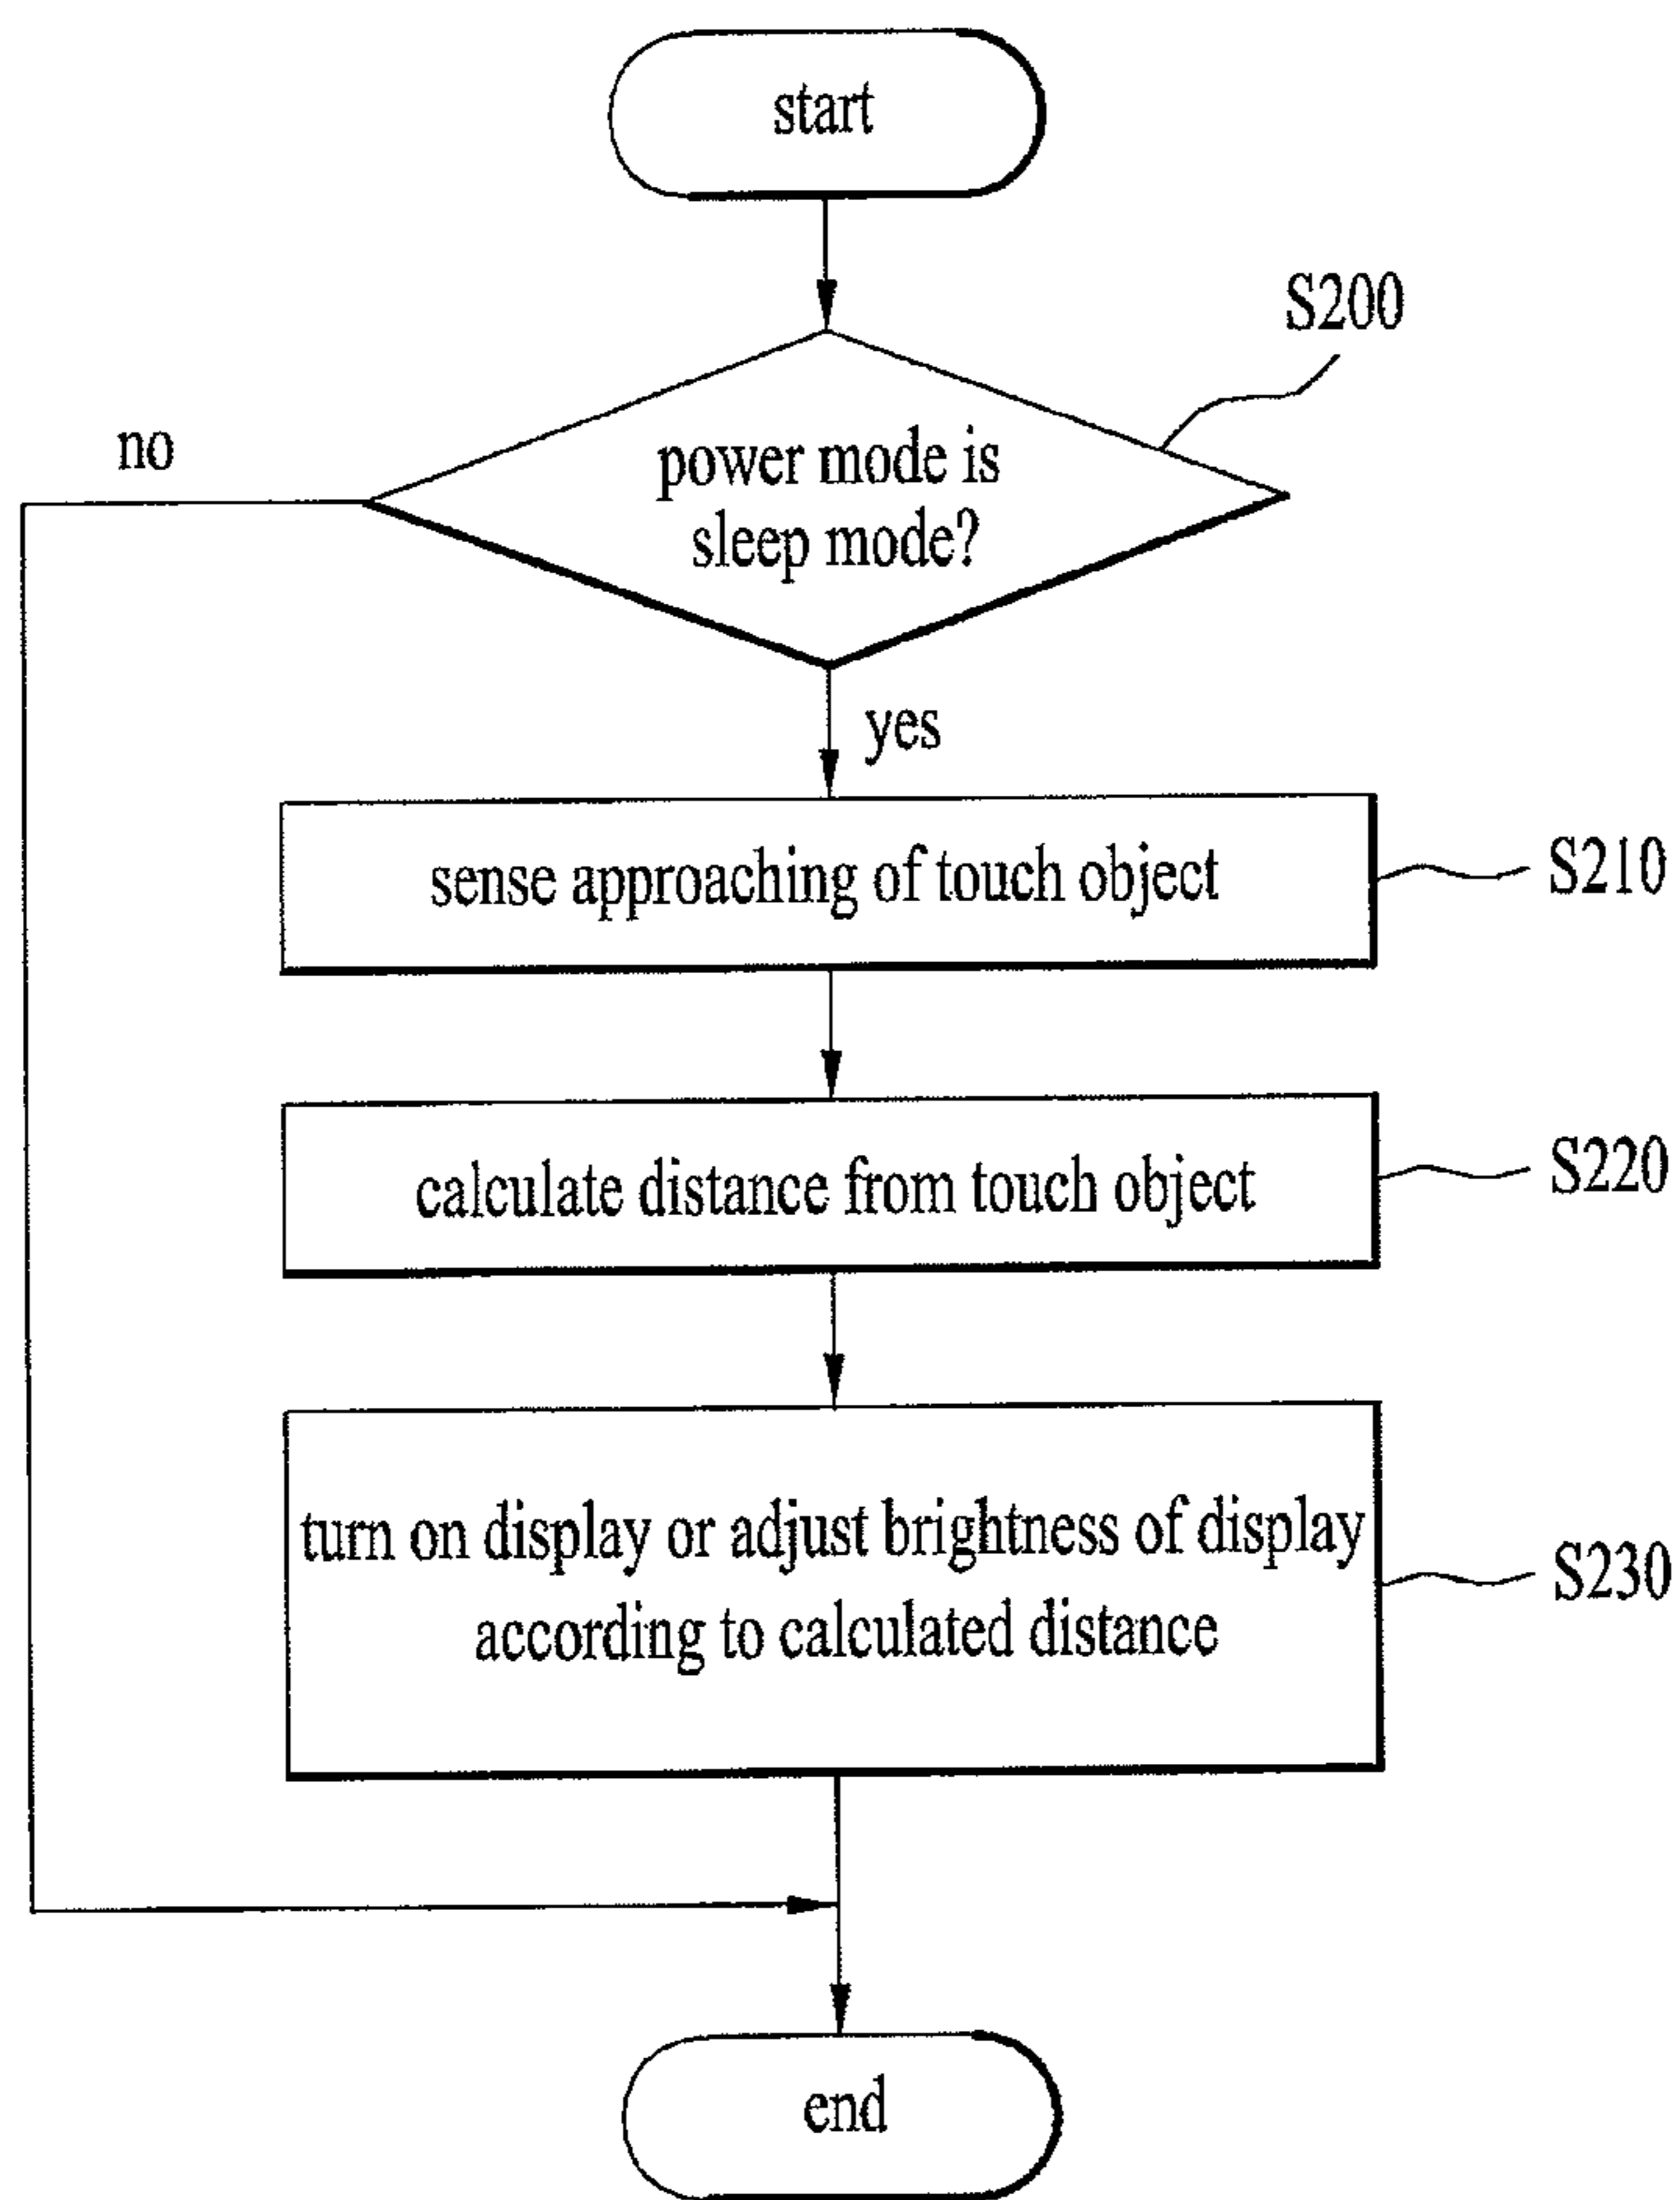 start
S200
no
power mode is
sleep mode?
yes
sense approaching of touch object
S210
calculate distance from touch object
S220
turn on display or adjust brightness of display
according to calculated distance
S230
end